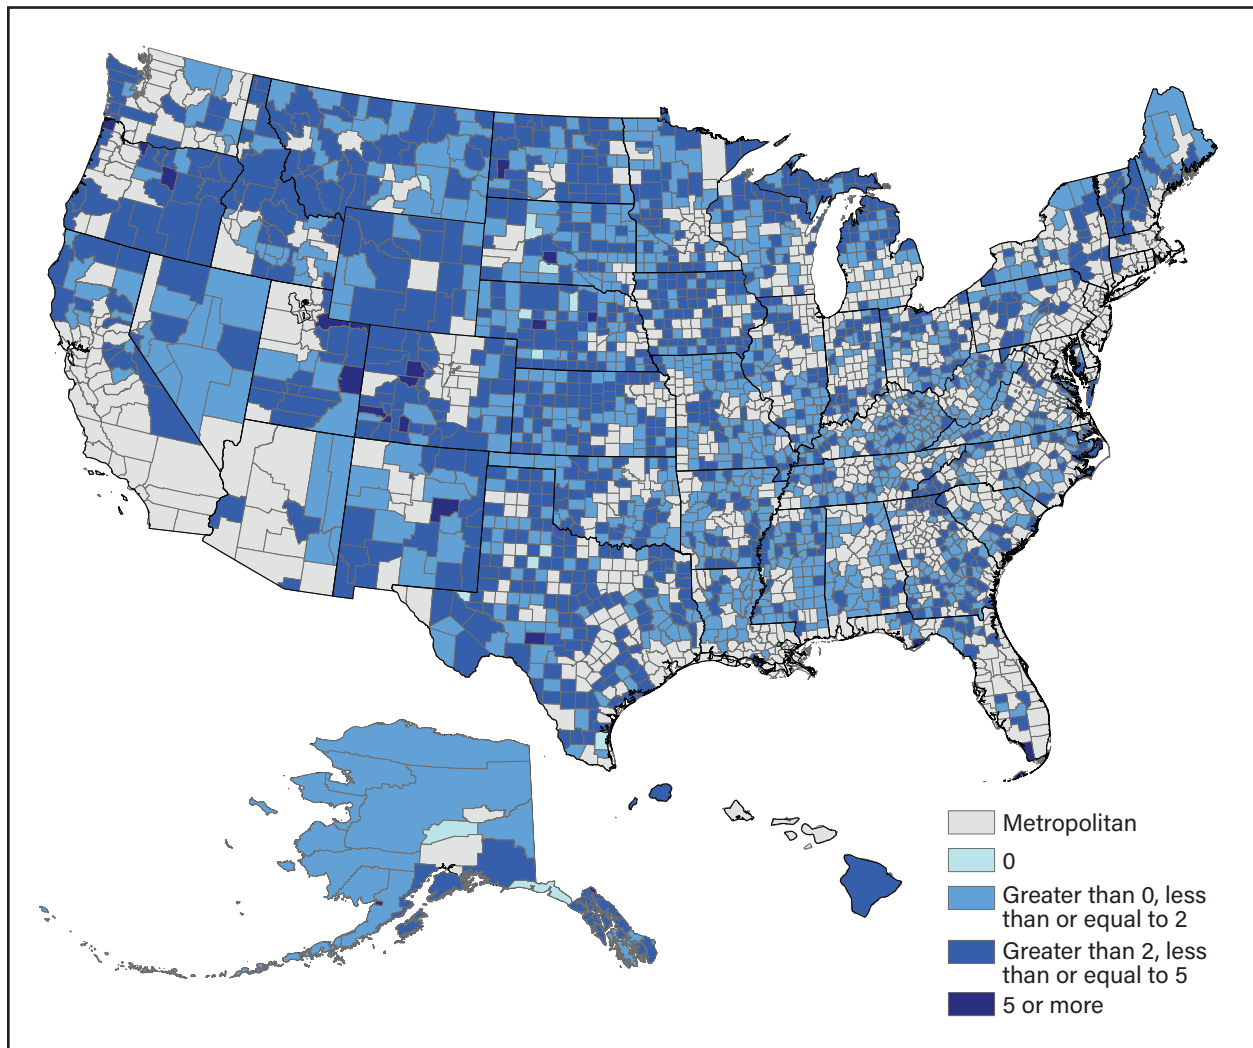 Metropolitan
0
Greater than 0, less
than or equal to 2
Greater than 2, less
than or equal to 5
5 or more